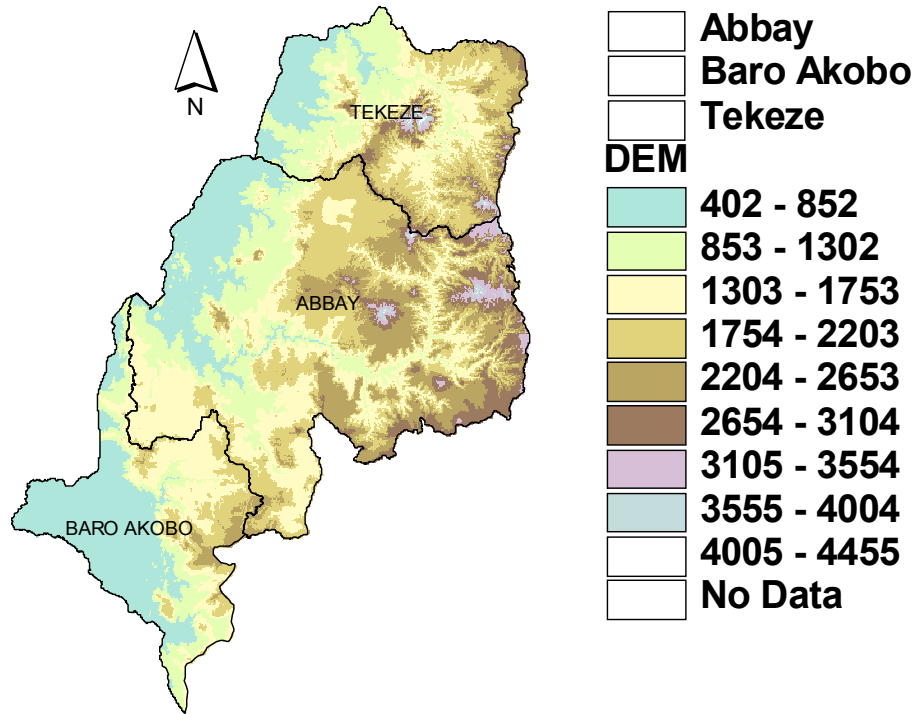 N
TEKEZE
ABBAY
BARO AKOBO
Abbay
Baro Akobo
Tekeze
DEM
402 - 852
853 - 1302
1303 - 1753
1754 - 2203
2204 - 2653
2654 - 3104
3105 - 3554
3555 - 4004
4005 - 4455
No Data